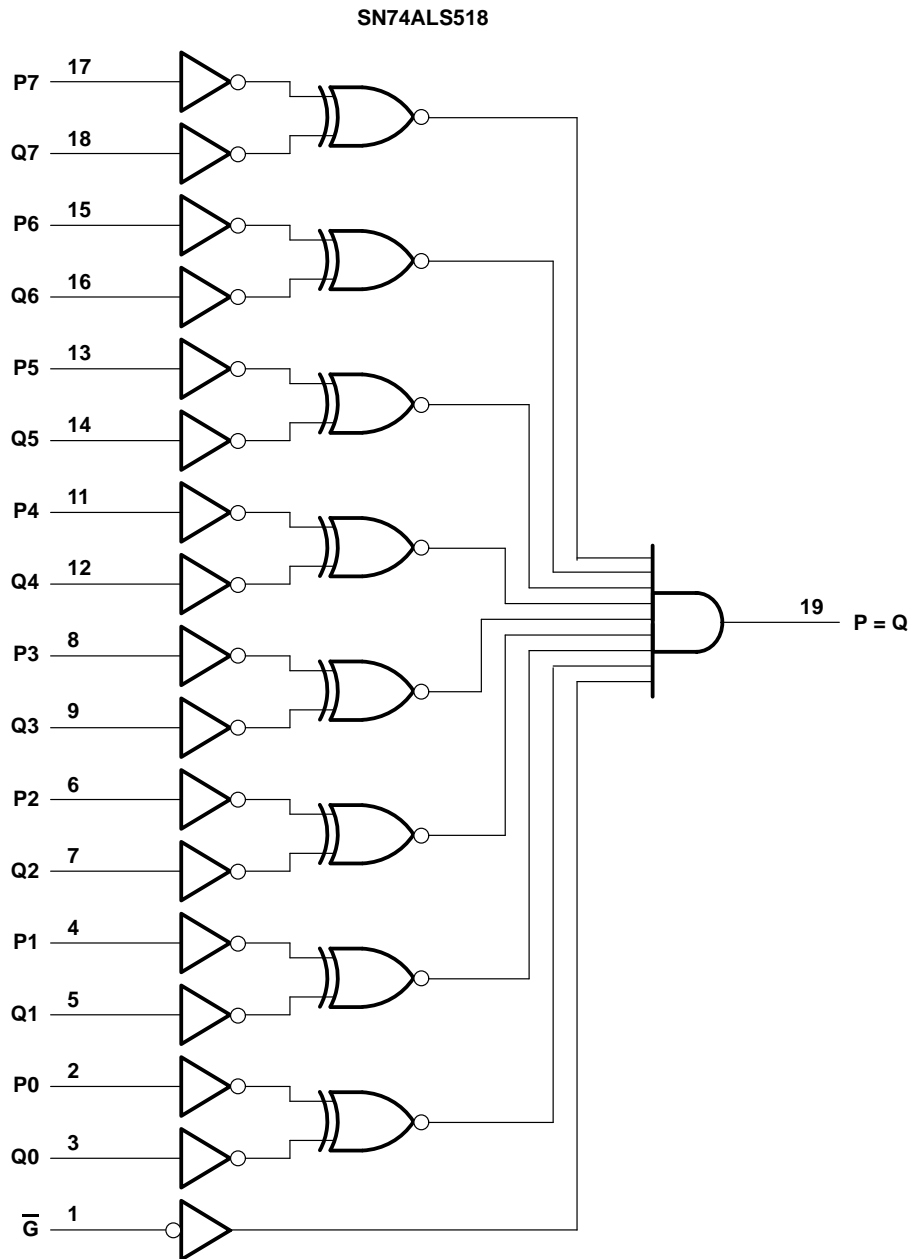 SN74ALS518
P7 17
Q7 18
P6 15
Q6 16
P5 13
Q5 14
P4 11
Q4 12
P3 8
Q3 9
P2 6
Q2 7
P1 4
Q1 5
P0 2
Q0 3
G̅ 1
19 P = Q